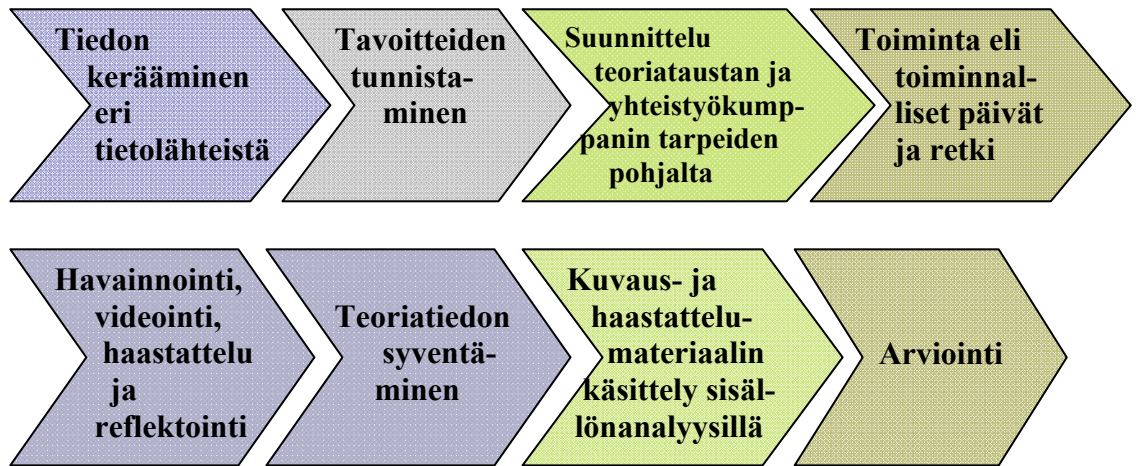 Tiedon
kerääminen
eri
tietolähteistä
Tavoitteiden
tunnista-
minen
Suunnittelu
teoriataustan ja
yhteistyökump-
panin tarpeiden
pohjalta
Toiminta eli
toiminnal-
liset päivät
ja retki
Havainnointi,
videointi,
haastattelu
ja
reflektointi
Teoriatiedon
syventä-
minen
Kuvaus- ja
haastattelu-
materiaalin
käsittely sisäl-
lönanalyysillä
Arviointi